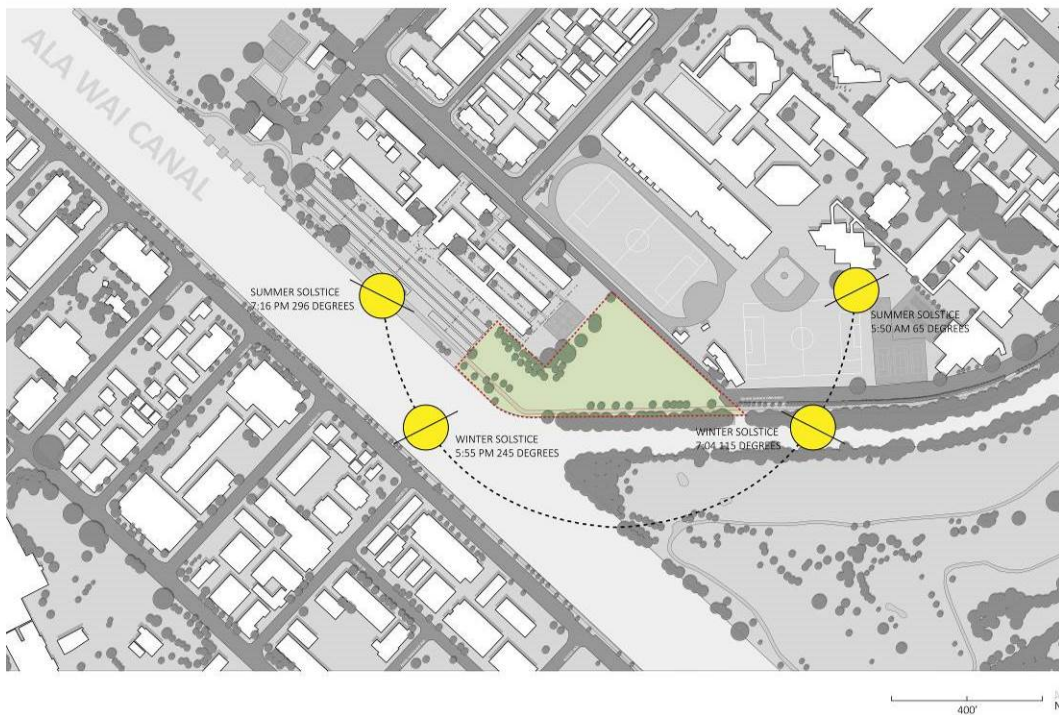 ALA WAI CANAL
SUMMER SOLSTICE
7:16 PM 296 DEGREES
SUMMER SOLSTICE
5:50 AM 65 DEGREES
WINTER SOLSTICE
5:55 PM 245 DEGREES
WINTER SOLSTICE
7:04 115 DEGREES
400'